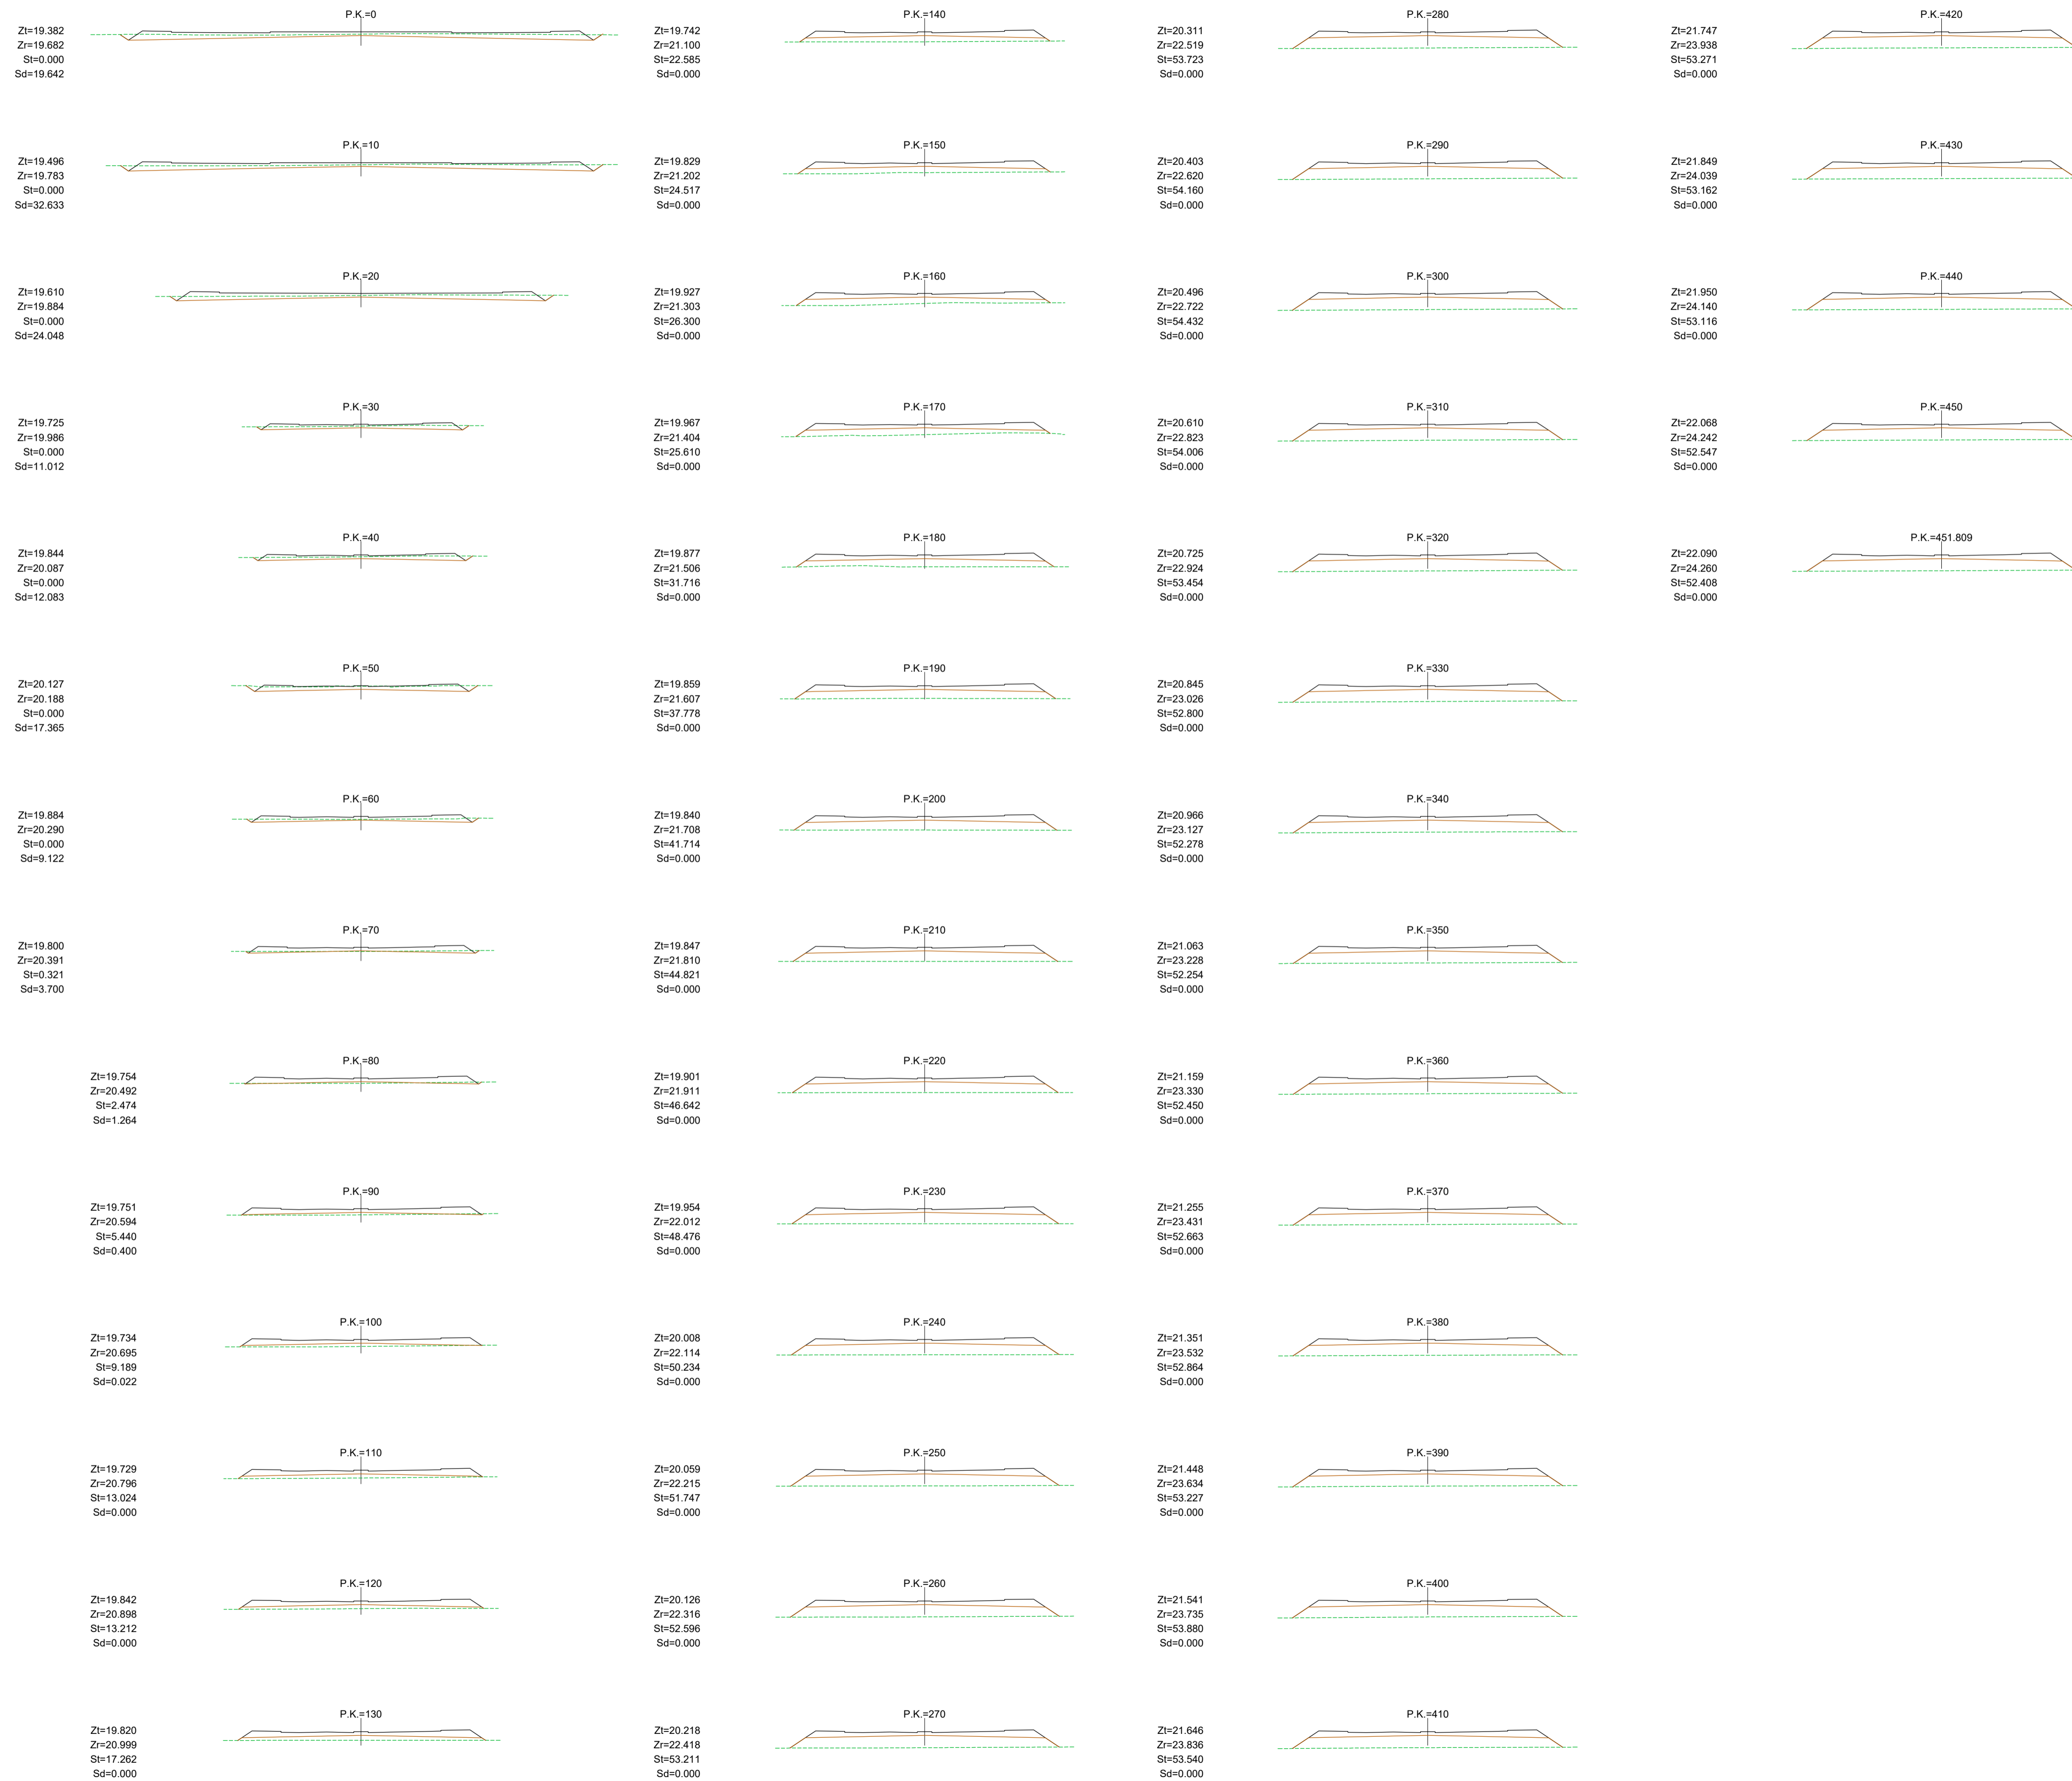 P.K.=0
Zt=19.382
Zr=19.682
St=0.000
Sd=19.642
P.K.=10
Zt=19.496
Zr=19.783
St=0.000
Sd=32.633
P.K.=20
Zt=19.610
Zr=19.884
St=0.000
Sd=24.048
P.K.=30
Zt=19.725
Zr=19.986
St=0.000
Sd=11.012
P.K.=40
Zt=19.844
Zr=20.087
St=0.000
Sd=12.083
P.K.=50
Zt=20.127
Zr=20.188
St=0.000
Sd=17.365
P.K.=60
Zt=19.884
Zr=20.290
St=0.000
Sd=9.122
P.K.=70
Zt=19.800
Zr=20.391
St=0.321
Sd=3.700
P.K.=80
Zt=19.754
Zr=20.492
St=2.474
Sd=1.264
P.K.=90
Zt=19.751
Zr=20.594
St=5.440
Sd=0.400
P.K.=100
Zt=19.734
Zr=20.695
St=9.189
Sd=0.022
P.K.=110
Zt=19.729
Zr=20.796
St=13.024
Sd=0.000
P.K.=120
Zt=19.842
Zr=20.898
St=13.212
Sd=0.000
P.K.=130
Zt=19.820
Zr=20.999
St=17.262
Sd=0.000
P.K.=140
Zt=19.742
Zr=21.100
St=22.585
Sd=0.000
P.K.=150
Zt=19.829
Zr=21.202
St=24.517
Sd=0.000
P.K.=160
Zt=19.927
Zr=21.303
St=26.300
Sd=0.000
P.K.=170
Zt=19.967
Zr=21.404
St=25.610
Sd=0.000
P.K.=180
Zt=19.877
Zr=21.506
St=31.716
Sd=0.000
P.K.=190
Zt=19.859
Zr=21.607
St=37.778
Sd=0.000
P.K.=200
Zt=19.840
Zr=21.708
St=41.714
Sd=0.000
P.K.=210
Zt=19.847
Zr=21.810
St=44.821
Sd=0.000
P.K.=220
Zt=19.901
Zr=21.911
St=46.642
Sd=0.000
P.K.=230
Zt=19.954
Zr=22.012
St=48.476
Sd=0.000
P.K.=240
Zt=20.008
Zr=22.114
St=50.234
Sd=0.000
P.K.=250
Zt=20.059
Zr=22.215
St=51.747
Sd=0.000
P.K.=260
Zt=20.126
Zr=22.316
St=52.596
Sd=0.000
P.K.=270
Zt=20.218
Zr=22.418
St=53.211
Sd=0.000
P.K.=280
Zt=20.311
Zr=22.519
St=53.723
Sd=0.000
P.K.=290
Zt=20.403
Zr=22.620
St=54.160
Sd=0.000
P.K.=300
Zt=20.496
Zr=22.722
St=54.432
Sd=0.000
P.K.=310
Zt=20.610
Zr=22.823
St=54.006
Sd=0.000
P.K.=320
Zt=20.725
Zr=22.924
St=53.454
Sd=0.000
P.K.=330
Zt=20.845
Zr=23.026
St=52.800
Sd=0.000
P.K.=340
Zt=20.966
Zr=23.127
St=52.278
Sd=0.000
P.K.=350
Zt=21.063
Zr=23.228
St=52.254
Sd=0.000
P.K.=360
Zt=21.159
Zr=23.330
St=52.450
Sd=0.000
P.K.=370
Zt=21.255
Zr=23.431
St=52.663
Sd=0.000
P.K.=380
Zt=21.351
Zr=23.532
St=52.864
Sd=0.000
P.K.=390
Zt=21.448
Zr=23.634
St=53.227
Sd=0.000
P.K.=400
Zt=21.541
Zr=23.735
St=53.880
Sd=0.000
P.K.=410
Zt=21.646
Zr=23.836
St=53.540
Sd=0.000
P.K.=420
Zt=21.747
Zr=23.938
St=53.271
Sd=0.000
P.K.=430
Zt=21.849
Zr=24.039
St=53.162
Sd=0.000
P.K.=440
Zt=21.950
Zr=24.140
St=53.116
Sd=0.000
P.K.=450
Zt=22.068
Zr=24.242
St=52.547
Sd=0.000
P.K.=451.809
Zt=22.090
Zr=24.260
St=52.408
Sd=0.000